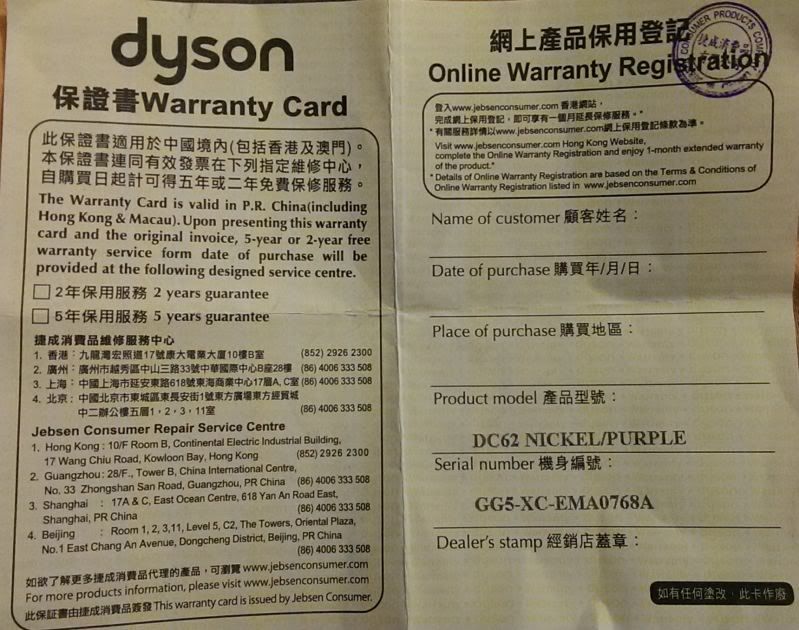 dyson
保證書Warranty Card
此保證書適用於中國境內(包括香港及澳門)。
本保證書連同有效發票在下列指定維修中心，
自購買日起計可得五年或二年免費保修服務。
The Warranty Card is valid in P.R. China(including
Hong Kong & Macau). Upon presenting this warranty
card and the original invoice, 5-year or 2-year free
warranty service form date of purchase will be
provided at the following designed service centre.
2年保用服務 2 years guarantee
5年保用服務 5 years guarantee
捷成消費品維修服務中心
1. 香港：九龍灣宏照道17號康大電業大廈10樓B室 (852) 2926 2300
2. 廣州：廣州市越秀區中山三路33號中華國際中心B座28樓 (86) 4006 333 508
3. 上海：中國上海市延安東路618號東海商業中心17層A, C室 (86) 4006 333 508
4. 北京：中國北京市東城區東長安街1號東方廣場東方經貿城
中二辦公樓五層1，2，3，11室 (86) 4006 333 508
Jebsen Consumer Repair Service Centre
1. Hong Kong : 10/F Room B, Continental Electric Industrial Building,
17 Wang Chiu Road, Kowloon Bay, Hong Kong (852) 2926 2300
2. Guangzhou : 28/F., Tower B, China International Centre,
No. 33 Zhongshan San Road, Guangzhou, PR China (86) 4006 333 508
3. Shanghai : 17A & C, East Ocean Centre, 618 Yan An Road East,
Shanghai, PR China (86) 4006 333 508
4. Beijing : Room 1, 2, 3,11, Level 5, C2, The Towers, Oriental Plaza,
No.1 East Chang An Avenue, Dongcheng District, Beijing, PR China
(86) 4006 333 508
如欲了解更多捷成消費品代理的產品，可瀏覽 www.jebsenconsumer.com
For more products information, please visit www.jebsenconsumer.com
此保証書由捷成消費品簽發 This warranty card is issued by Jebsen Consumer.
網上產品保用登記
Online Warranty Registration
登入www.jebsenconsumer.com 香港網站，
完成網上保用登記，即可享有一個月延長保修服務。*
* 有關服務詳情以www.jebsenconsumer.com網上保用登記條款為準。
Visit www.jebsenconsumer.com Hong Kong Website,
complete the Online Warranty Registration and enjoy 1-month extended warranty
of the product.*
* Details of Online Warranty Registration are based on the Terms & Conditions of
Online Warranty Registration listed in www.jebsenconsumer.com
Name of customer 顧客姓名：
Date of purchase 購買年/月/日：
Place of purchase 購買地區：
Product model 產品型號：
DC62 NICKEL/PURPLE
Serial number 機身編號：
GG5-XC-EMA0768A
Dealer's stamp 經銷店蓋章：
如有任何塗改，此卡作廢